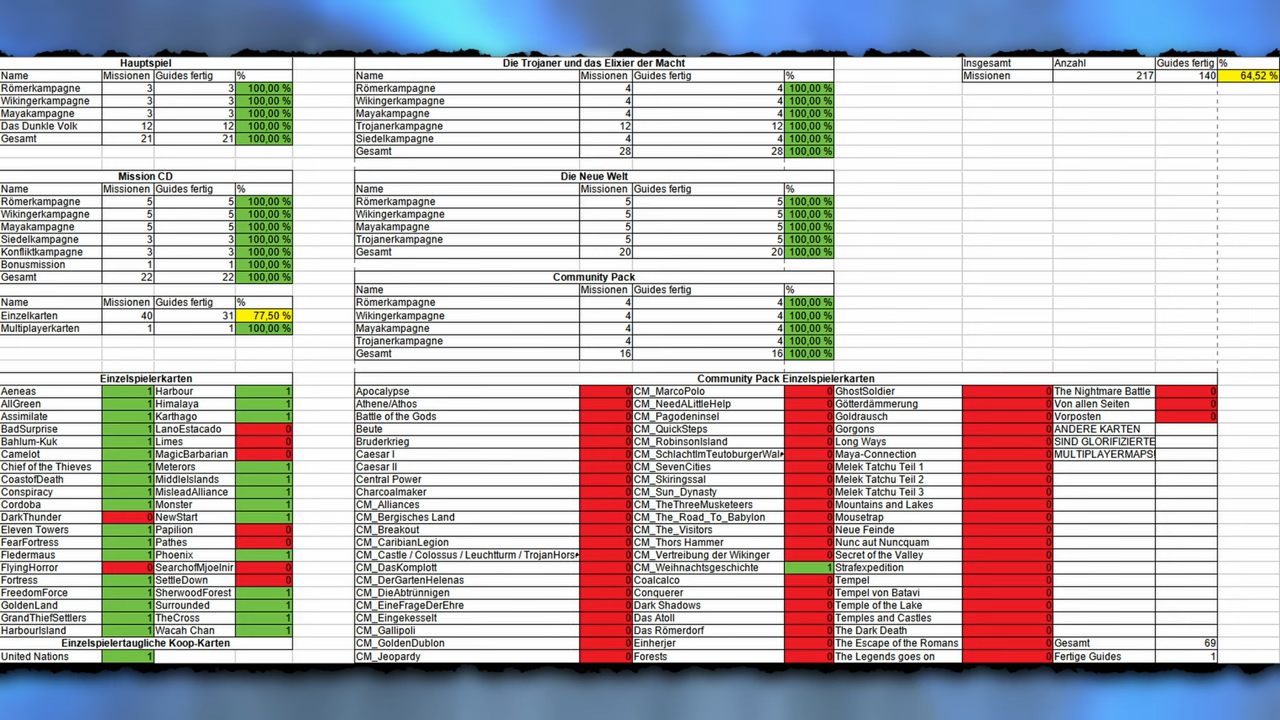 Hauptspiel
Name Missionen Guides fertig %
Römerkampagne 3 3 100,00 %
Wikingerkampagne 3 3 100,00 %
Mayakampagne 3 3 100,00 %
Das Dunkle Volk 12 12 100,00 %
Gesamt 21 21 100,00 %
Die Trojaner und das Elixier der Macht
Name Missionen Guides fertig %
Römerkampagne 4 4 100,00 %
Wikingerkampagne 4 4 100,00 %
Mayakampagne 4 4 100,00 %
Trojanerkampagne 12 12 100,00 %
Siedelkampagne 4 4 100,00 %
Gesamt 28 28 100,00 %
Insgesamt Anzahl Guides fertig %
Missionen 217 140 64,52 %
Mission CD
Name Missionen Guides fertig %
Römerkampagne 5 5 100,00 %
Wikingerkampagne 5 5 100,00 %
Mayakampagne 5 5 100,00 %
Siedelkampagne 3 3 100,00 %
Konfliktkampagne 3 3 100,00 %
Bonusmission 1 1 100,00 %
Gesamt 22 22 100,00 %
Die Neue Welt
Name Missionen Guides fertig %
Römerkampagne 5 5 100,00 %
Wikingerkampagne 5 5 100,00 %
Mayakampagne 5 5 100,00 %
Trojanerkampagne 5 5 100,00 %
Gesamt 20 20 100,00 %
Name Missionen Guides fertig %
Einzelkarten 40 31 77,50 %
Multiplayerkarten 1 1 100,00 %
Community Pack
Name Missionen Guides fertig %
Römerkampagne 4 4 100,00 %
Wikingerkampagne 4 4 100,00 %
Mayakampagne 4 4 100,00 %
Trojanerkampagne 4 4 100,00 %
Gesamt 16 16 100,00 %
Einzelspielerkarten
Aeneas 1 Harbour 1
AllGreen 1 Himalaya 1
Assimilate 1 Karthago 1
BadSurprise 1 LanoEstacado 0
Bahlum-Kuk 1 Limes 0
Camelot 1 MagicBarbarian 0
Chief of the Thieves 1 Meterors 1
CoastofDeath 1 MiddleIslands 1
Conspiracy 1 MisleadAlliance 1
Cordoba 1 Monster 1
DarkThunder 0 NewStart 1
Eleven Towers 1 Papilion 0
FearFortress 1 Pathes 0
Fledermaus 1 Phoenix 1
FlyingHorror 0 SearchofMjoelnir 0
Fortress 1 SettleDown 0
FreedomForce 1 SherwoodForest 1
GoldenLand 1 Surrounded 1
GrandThiefSettlers 1 TheCross 1
HarbourIsland 1 Wacah Chan 1
Einzelspielertaugliche Koop-Karten
United Nations 1
Community Pack Einzelspielerkarten
Apocalypse 0 CM_MarcoPolo 0 GhostSoldier 0 The Nightmare Battle 0
Athene/Athos 0 CM_NeedALittleHelp 0 Götterdämmerung 0 Von allen Seiten 0
Battle of the Gods 0 CM_Pagodeninsel 0 Goldrausch 0 Vorposten 0
Beute 0 CM_QuickSteps 0 Gorgons 0 ANDERE KARTEN
Bruderkrieg 0 CM_RobinsonIsland 0 Long Ways 0 SIND GLORIFIZIERTE
Caesar I 0 CM_SchlachtImTeutoburgerWal 0 Maya-Connection 0 MULTIPLAYERMAPS
Caesar II 0 CM_SevenCities 0 Melek Tatchu Teil 1 0
Central Power 0 CM_Skiringssal 0 Melek Tatchu Teil 2 0
Charcoalmaker 0 CM_Sun_Dynasty 0 Melek Tatchu Teil 3 0
CM_Alliances 0 CM_TheThreeMusketeers 0 Mountains and Lakes 0
CM_Bergisches Land 0 CM_The_Road_To_Babylon 0 Mousetrap 0
CM_Breakout 0 CM_The_Visitors 0 Neue Feinde 0
CM_CaribianLegion 0 CM_Thors Hammer 0 Nunc aut Nuncquam 0
CM_Castle / Colossus / Leuchtturm / TrojanHors 0 CM_Vertreibung der Wikinger 0 Secret of the Valley 0
CM_DasKomplott 0 CM_Weihnachtsgeschichte 1 Strafexpedition 0
CM_DerGartenHelenas 0 Coalcalco 0 Tempel 0
CM_DieAbtrünnigen 0 Conquerer 0 Tempel von Batavi 0
CM_EineFrageDerEhre 0 Dark Shadows 0 Temple of the Lake 0
CM_Eingekesselt 0 Das Atoll 0 Temples and Castles 0
CM_Gallipoli 0 Das Römerdorf 0 The Dark Death 0
CM_GoldenDublon 0 Einherjer 0 The Escape of the Romans 0 Gesamt 69
CM_Jeopardy 0 Forests 0 The Legends goes on 0 Fertige Guides 1